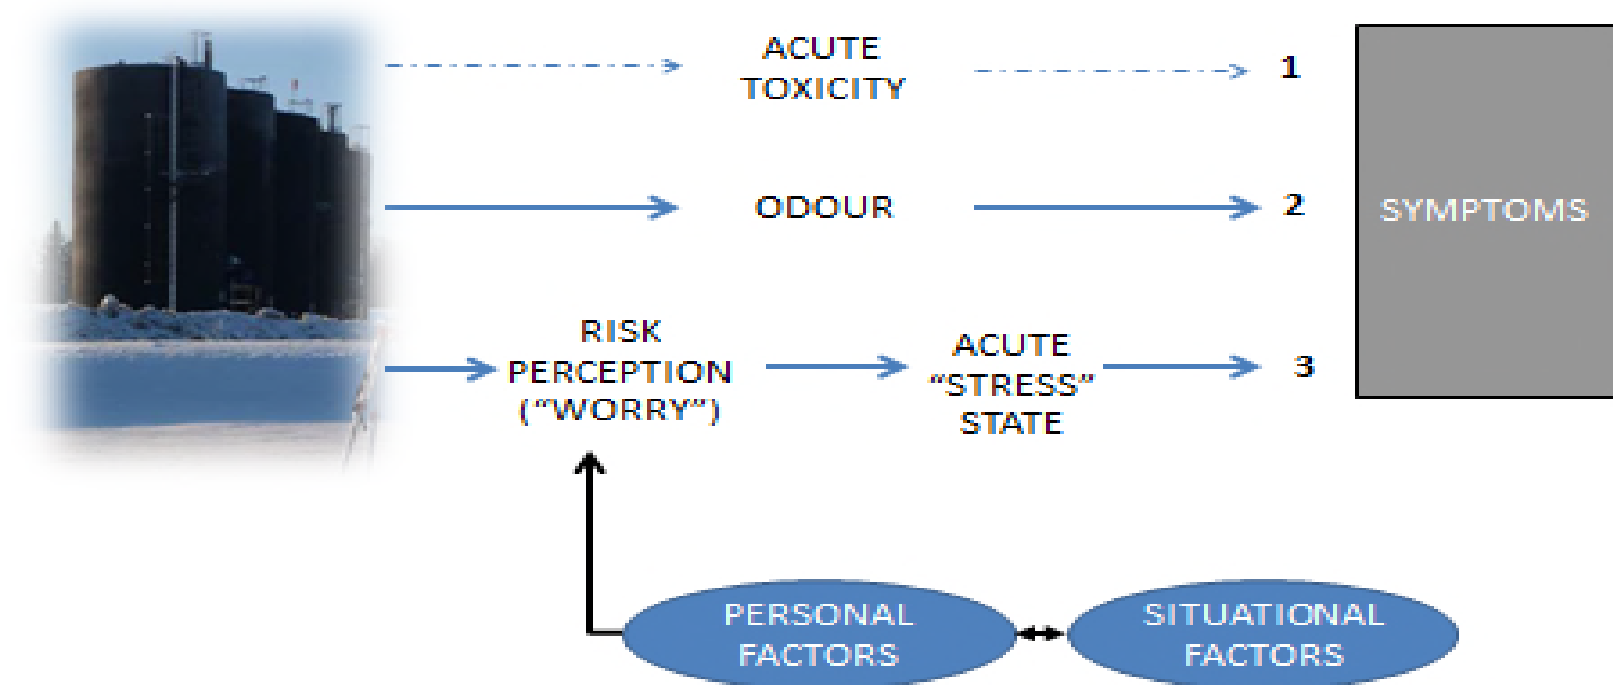 ACUTE
TOXICITY
1
ODOUR
2
SYMPTOMS
RISK
PERCEPTION
(“WORRY”)
ACUTE
“STRESS”
STATE
3
PERSONAL
FACTORS
SITUATIONAL
FACTORS